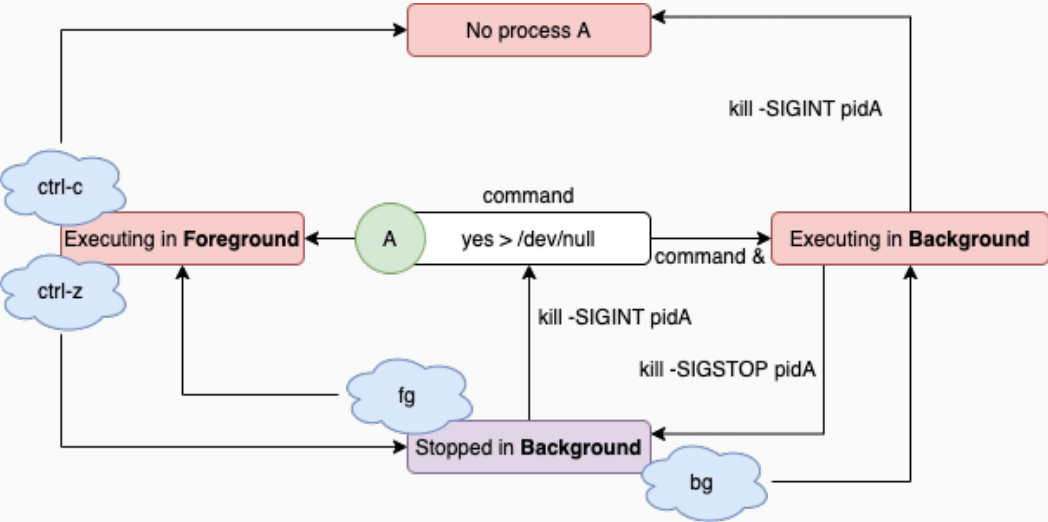 No process A
kill -SIGINT pidA
ctrl-c
command
Executing in Foreground
A
yes > /dev/null
Executing in Background
command &
ctrl-z
kill -SIGINT pidA
kill -SIGSTOP pidA
fg
Stopped in Background
bg